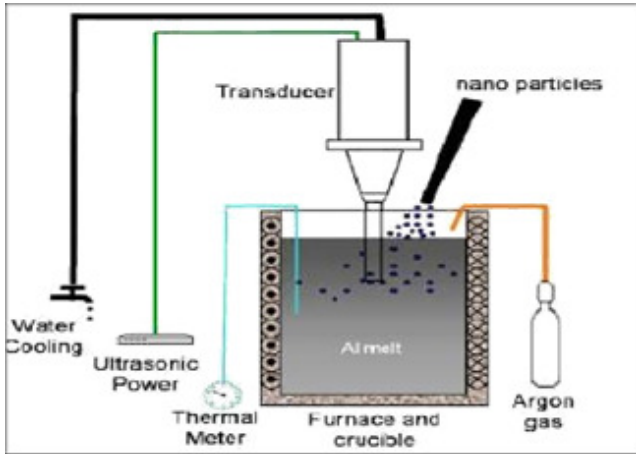 Transducer
nano particles
Water
Cooling
Ultrasonic
Power
Al melt
Thermal
Meter
Furnace and
crucible
Argon
gas